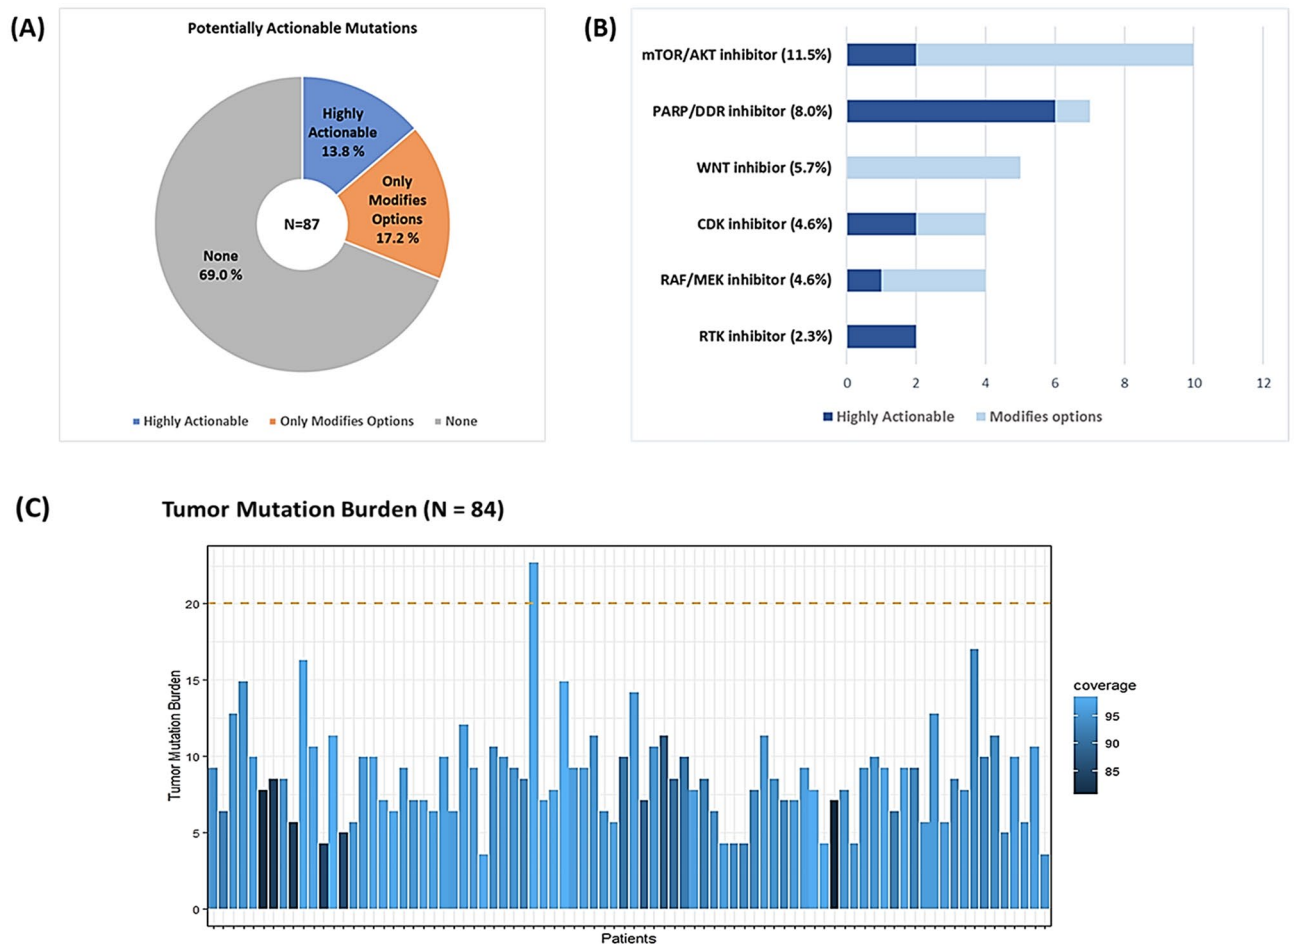 (A)
Potentially Actionable Mutations
Highly
Actionable
13.8 %
Only
Modifies
Options
17.2 %
N=87
None
69.0 %
Highly Actionable Only Modifies Options None
(B)
mTOR/AKT inhibitor (11.5%)
PARP/DDR inhibitor (8.0%)
WNT inhibior (5.7%)
CDK inhibitor (4.6%)
RAF/MEK inhibitor (4.6%)
RTK inhibitor (2.3%)
0 2 4 6 8 10 12
Highly Actionable Modifies options
(C)
Tumor Mutation Burden (N = 84)
Tumor Mutation Burden
20
15
10
5
0
Patients
coverage
95
90
85